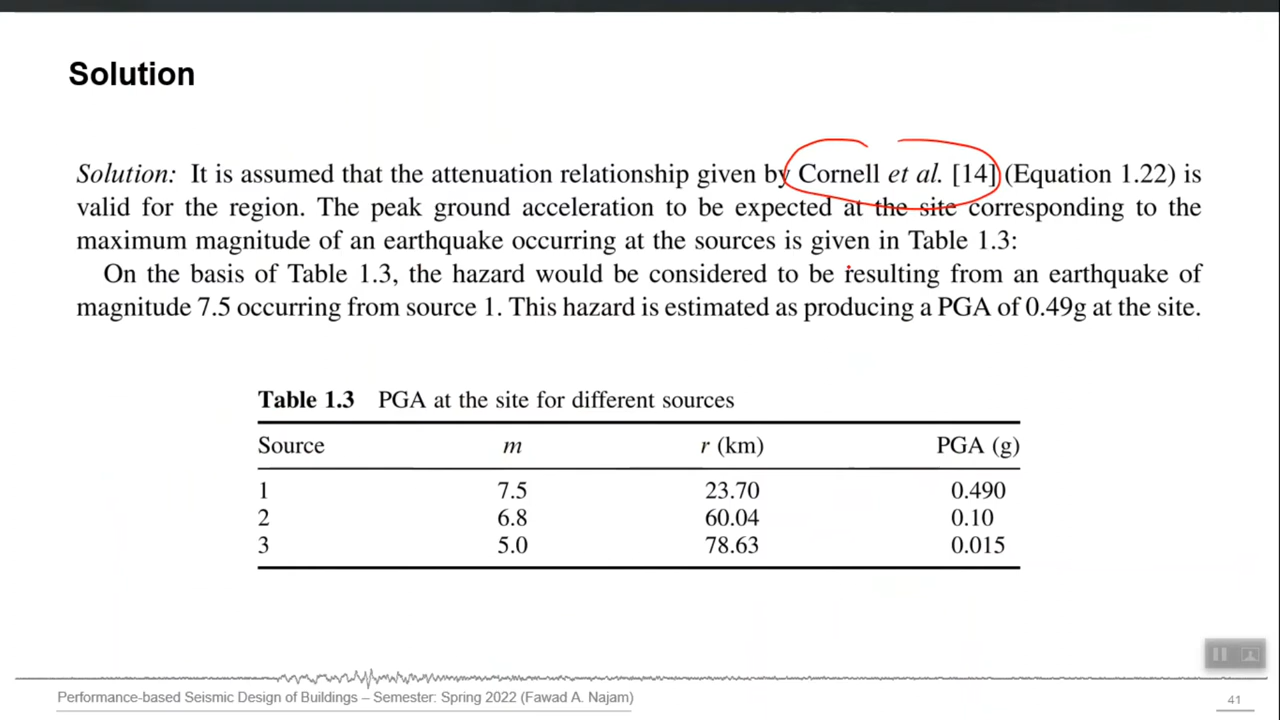 Solution
Solution: It is assumed that the attenuation relationship given by Cornell et al. [14] (Equation 1.22) is
valid for the region. The peak ground acceleration to be expected at the site corresponding to the
maximum magnitude of an earthquake occurring at the sources is given in Table 1.3:
On the basis of Table 1.3, the hazard would be considered to be resulting from an earthquake of
magnitude 7.5 occurring from source 1. This hazard is estimated as producing a PGA of 0.49g at the site.
Table 1.3 PGA at the site for different sources
Source m r (km) PGA (g)
1 7.5 23.70 0.490
2 6.8 60.04 0.10
3 5.0 78.63 0.015
Performance-based Seismic Design of Buildings – Semester: Spring 2022 (Fawad A. Najam)
41